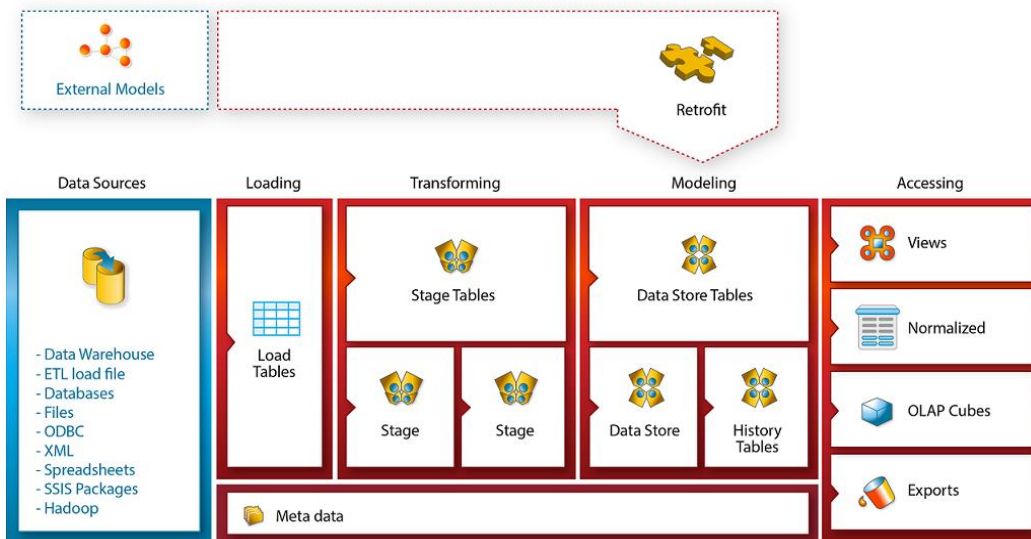 External Models
Retrofit
Data Sources
Loading
Transforming
Modeling
Accessing
- Data Warehouse
- ETL load file
- Databases
- Files
- ODBC
- XML
- Spreadsheets
- SSIS Packages
- Hadoop
Load
Tables
Stage Tables
Stage
Stage
Data Store Tables
Data Store
History
Tables
Views
Normalized
OLAP Cubes
Exports
Meta data